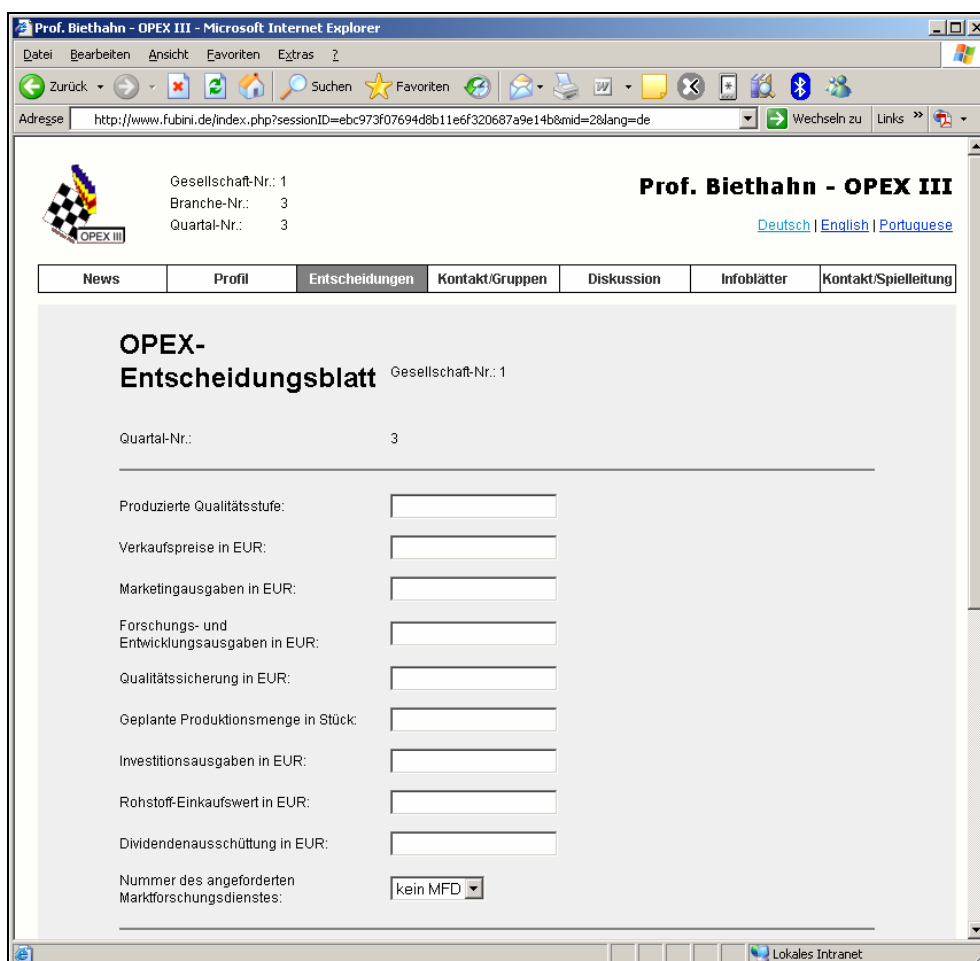 Prof. Biethahn - OPEX III - Microsoft Internet Explorer
Datei Bearbeiten Ansicht Favoriten Extras ?
Zurück Suchen Favoriten
Adresse http://www.fubini.de/index.php?sessionID=ebc973f07694d8b11e6f320687a9e14b&mid=2&lang=de Wechseln zu Links »
Gesellschaft-Nr.: 1
Branche-Nr.: 3
Quartal-Nr.: 3
OPEX III
Prof. Biethahn - OPEX III
Deutsch | English | Portuguese
News Profil Entscheidungen Kontakt/Gruppen Diskussion Infoblätter Kontakt/Spielleitung
OPEX-
Entscheidungsblatt Gesellschaft-Nr.: 1
Quartal-Nr.: 3
Produzierte Qualitätsstufe:
Verkaufspreise in EUR:
Marketingausgaben in EUR:
Forschungs- und
Entwicklungsausgaben in EUR:
Qualitätssicherung in EUR:
Geplante Produktionsmenge in Stück:
Investitionsausgaben in EUR:
Rohstoff-Einkaufswert in EUR:
Dividendenausschüttung in EUR:
Nummer des angeforderten
Marktforschungsdienstes: kein MFD
Lokales Intranet